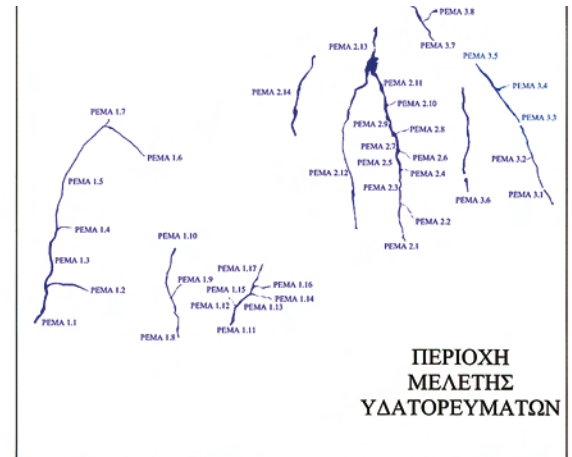 ΡΕΜΑ 3.8
ΡΕΜΑ 2.13
ΡΕΜΑ 3.7
ΡΕΜΑ 3.5
ΡΕΜΑ 2.11
ΡΕΜΑ 3.4
ΡΕΜΑ 2.14
ΡΕΜΑ 2.10
ΡΕΜΑ 1.7
ΡΕΜΑ 2.9
ΡΕΜΑ 3.3
ΡΕΜΑ 2.8
ΡΕΜΑ 2.7
ΡΕΜΑ 1.6
ΡΕΜΑ 2.6
ΡΕΜΑ 3.2
ΡΕΜΑ 2.5
ΡΕΜΑ 2.12
ΡΕΜΑ 2.4
ΡΕΜΑ 1.5
ΡΕΜΑ 2.3
ΡΕΜΑ 3.6
ΡΕΜΑ 3.1
ΡΕΜΑ 2.2
ΡΕΜΑ 1.4
ΡΕΜΑ 1.10
ΡΕΜΑ 2.1
ΡΕΜΑ 1.3
ΡΕΜΑ 1.17
ΡΕΜΑ 1.9
ΡΕΜΑ 1.16
ΡΕΜΑ 1.2
ΡΕΜΑ 1.15
ΡΕΜΑ 1.14
ΡΕΜΑ 1.12
ΡΕΜΑ 1.13
ΡΕΜΑ 1.1
ΡΕΜΑ 1.11
ΡΕΜΑ 1.8
ΠΕΡΙΟΧΗ
ΜΕΛΕΤΗΣ
ΥΔΑΤΟΡΕΥΜΑΤΩΝ